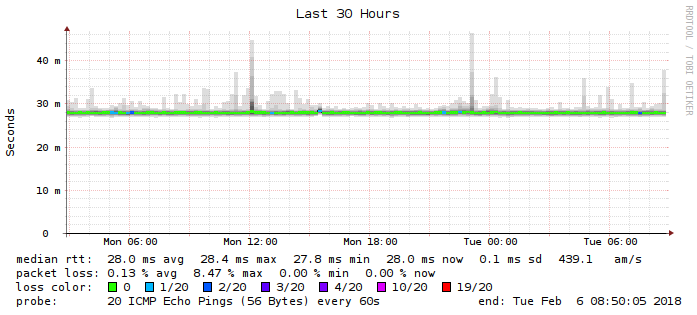 Last 30 Hours
RRDTOOL / TOBI OETIKER
Seconds
40 m
30 m
20 m
10 m
0
Mon 06:00 Mon 12:00 Mon 18:00 Tue 00:00 Tue 06:00
median rtt: 28.0 ms avg 28.4 ms max 27.8 ms min 28.0 ms now 0.1 ms sd 439.1 am/s
packet loss: 0.13 % avg 8.47 % max 0.00 % min 0.00 % now
loss color: 0 1/20 2/20 3/20 4/20 10/20 19/20
probe: 20 ICMP Echo Pings (56 Bytes) every 60s end: Tue Feb 6 08:50:05 2018